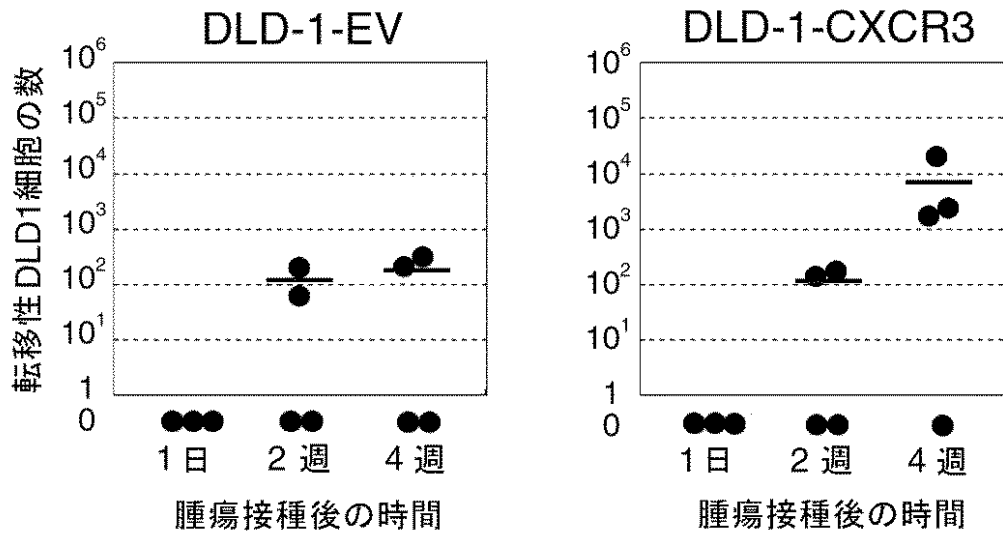 DLD-1-EV
転移性DLD1細胞の数
10⁶
10⁵
10⁴
10³
10²
10¹
1
0
1日 2週 4週
腫瘍接種後の時間
DLD-1-CXCR3
10⁶
10⁵
10⁴
10³
10²
10¹
1
0
1日 2週 4週
腫瘍接種後の時間